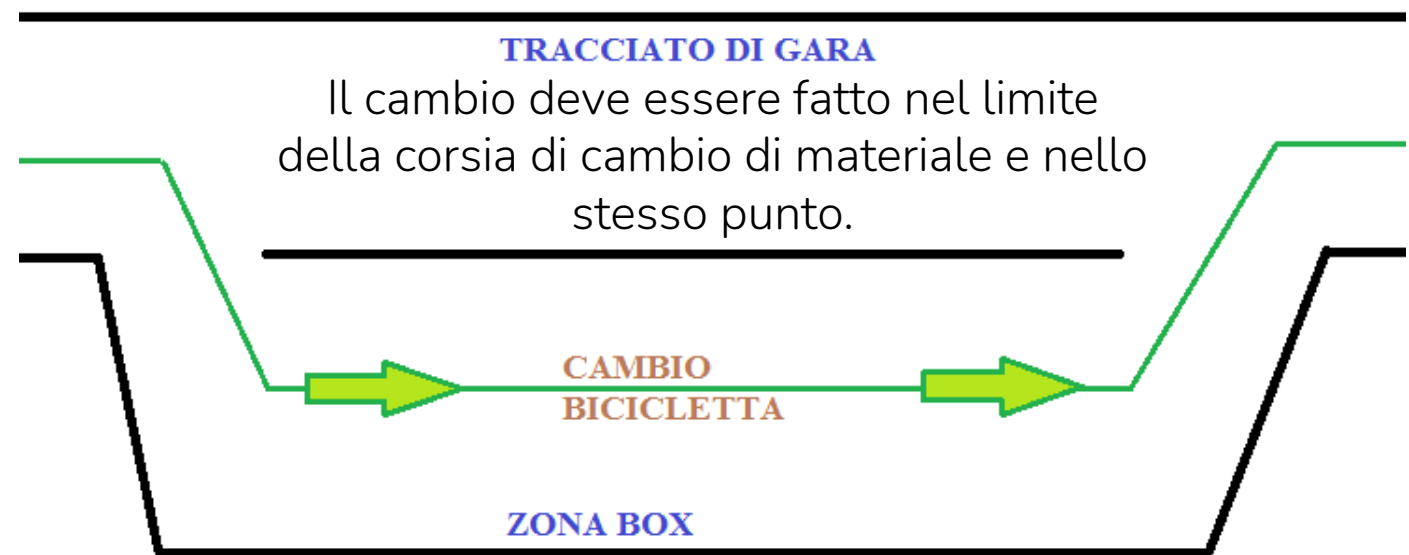 TRACCIATO DI GARA
Il cambio deve essere fatto nel limite
della corsia di cambio di materiale e nello
stesso punto.
CAMBIO
BICICLETTA
ZONA BOX